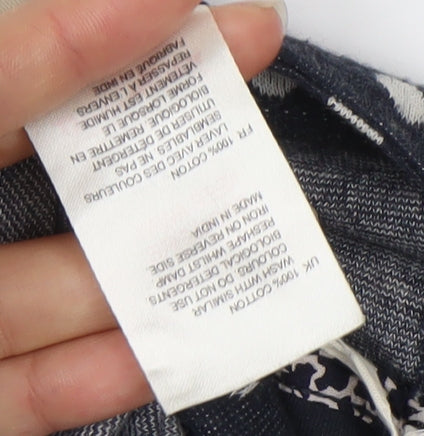 UK 100% COTTON
WASH WITH SIMILAR
COLOURS. DO NOT USE
BIOLOGICAL DETERGENTS
RESHAPE WHILST DAMP
IRON ON REVERSE SIDE.
MADE IN INDIA
FR 100% COTTON
LAVER AVEC DES COULEURS
SEMBLABLES NE PAS
UTILISER DE DETERGENT
BIOLOGIQUE. REMETTRE EN
FORME LORSQUE LE
VÊTEMENT EST HUMIDE
REPASSER A L'ENVERS
FABRIQUE EN INDE